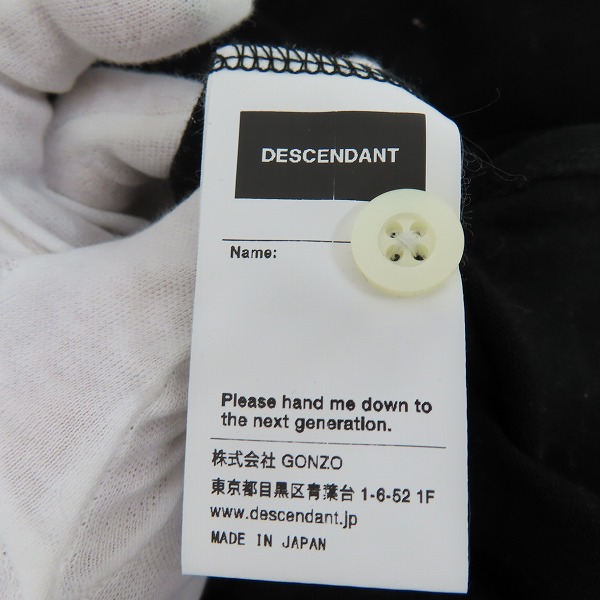 DESCENDANT
Name:
Please hand me down to
the next generation.
株式会社 GONZO
東京都目黒区青葉台 1-6-52 1F
www.descendant.jp
MADE IN JAPAN